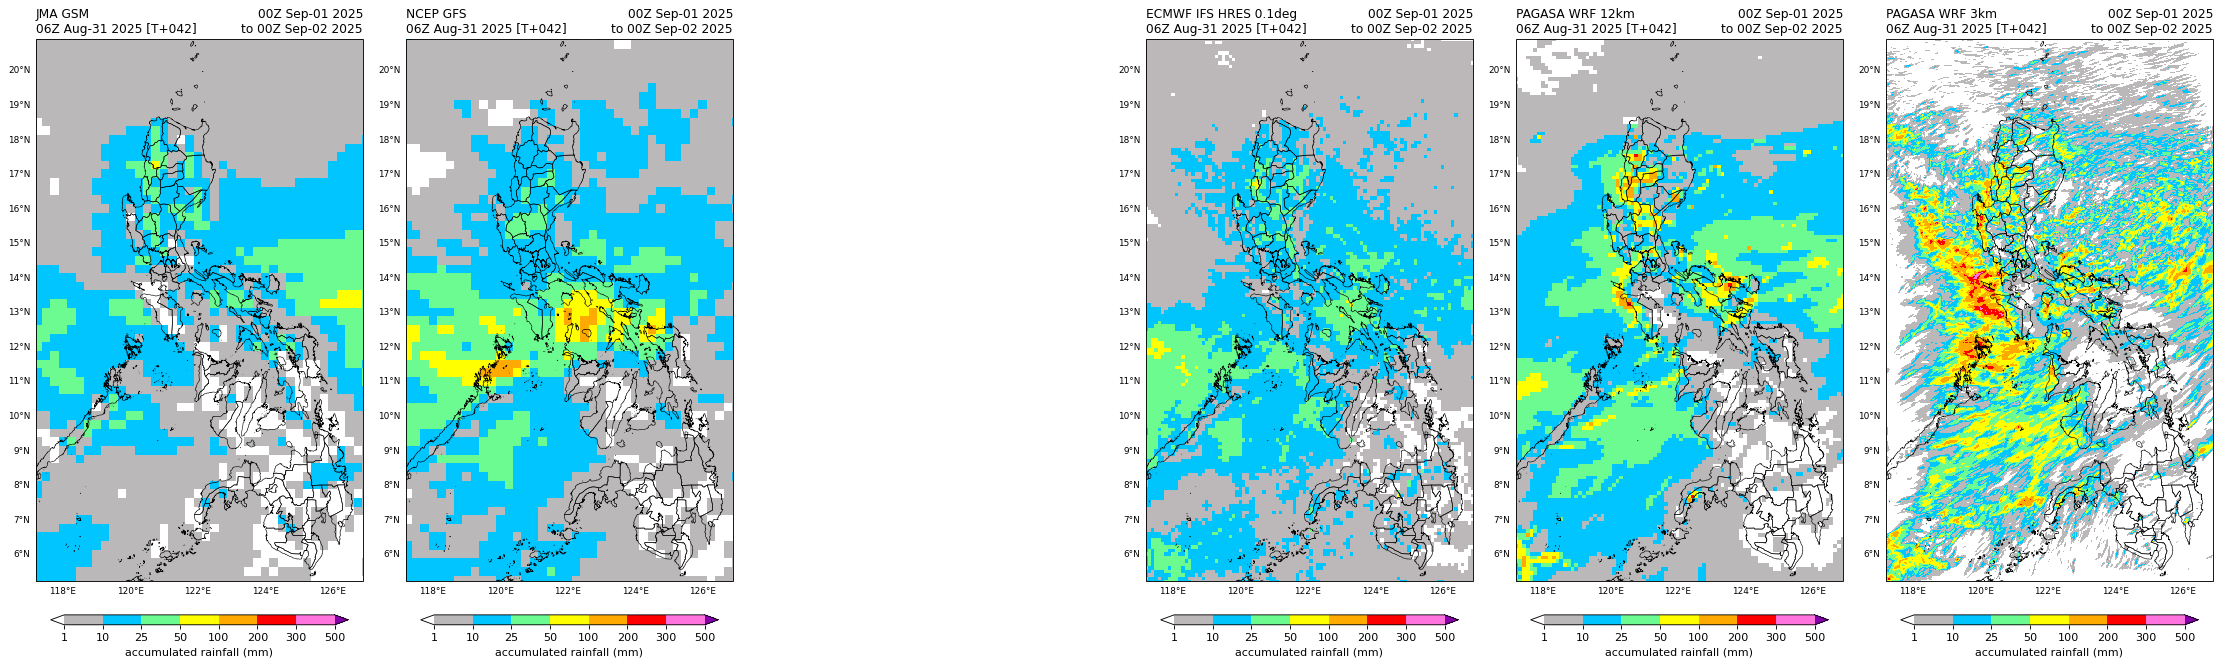 JMA GSM 00Z Sep-01 2025
06Z Aug-31 2025 [T+042] to 00Z Sep-02 2025
20°N
19°N
18°N
17°N
16°N
15°N
14°N
13°N
12°N
11°N
10°N
9°N
8°N
7°N
6°N
118°E 120°E 122°E 124°E 126°E
1 10 25 50 100 200 300 500
accumulated rainfall (mm)
NCEP GFS 00Z Sep-01 2025
06Z Aug-31 2025 [T+042] to 00Z Sep-02 2025
20°N
19°N
18°N
17°N
16°N
15°N
14°N
13°N
12°N
11°N
10°N
9°N
8°N
7°N
6°N
118°E 120°E 122°E 124°E 126°E
1 10 25 50 100 200 300 500
accumulated rainfall (mm)
ECMWF IFS HRES 0.1deg 00Z Sep-01 2025
06Z Aug-31 2025 [T+042] to 00Z Sep-02 2025
20°N
19°N
18°N
17°N
16°N
15°N
14°N
13°N
12°N
11°N
10°N
9°N
8°N
7°N
6°N
118°E 120°E 122°E 124°E 126°E
1 10 25 50 100 200 300 500
accumulated rainfall (mm)
PAGASA WRF 12km 00Z Sep-01 2025
06Z Aug-31 2025 [T+042] to 00Z Sep-02 2025
20°N
19°N
18°N
17°N
16°N
15°N
14°N
13°N
12°N
11°N
10°N
9°N
8°N
7°N
6°N
118°E 120°E 122°E 124°E 126°E
1 10 25 50 100 200 300 500
accumulated rainfall (mm)
PAGASA WRF 3km 00Z Sep-01 2025
06Z Aug-31 2025 [T+042] to 00Z Sep-02 2025
20°N
19°N
18°N
17°N
16°N
15°N
14°N
13°N
12°N
11°N
10°N
9°N
8°N
7°N
6°N
118°E 120°E 122°E 124°E 126°E
1 10 25 50 100 200 300 500
accumulated rainfall (mm)